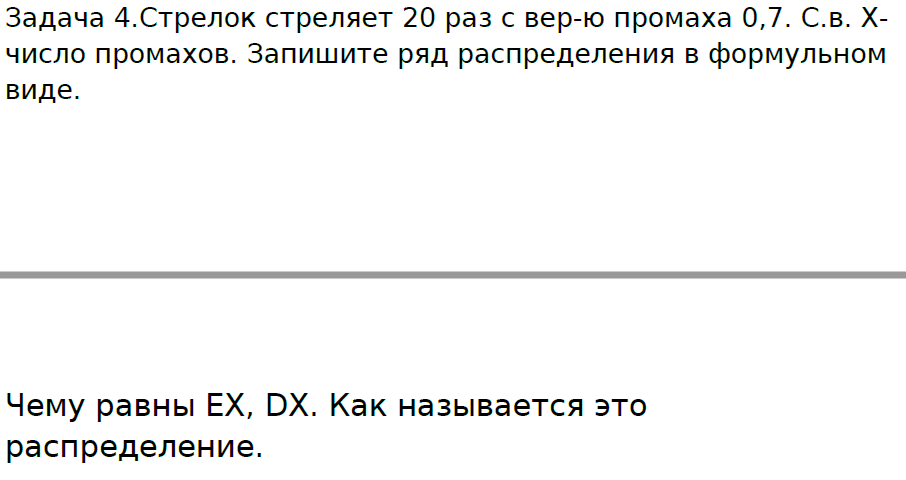 Задача 4.Стрелок стреляет 20 раз с вер-ю промаха 0,7. С.в. X-
число промахов. Запишите ряд распределения в формульном
виде.
Чему равны EX, DX. Как называется это
распределение.